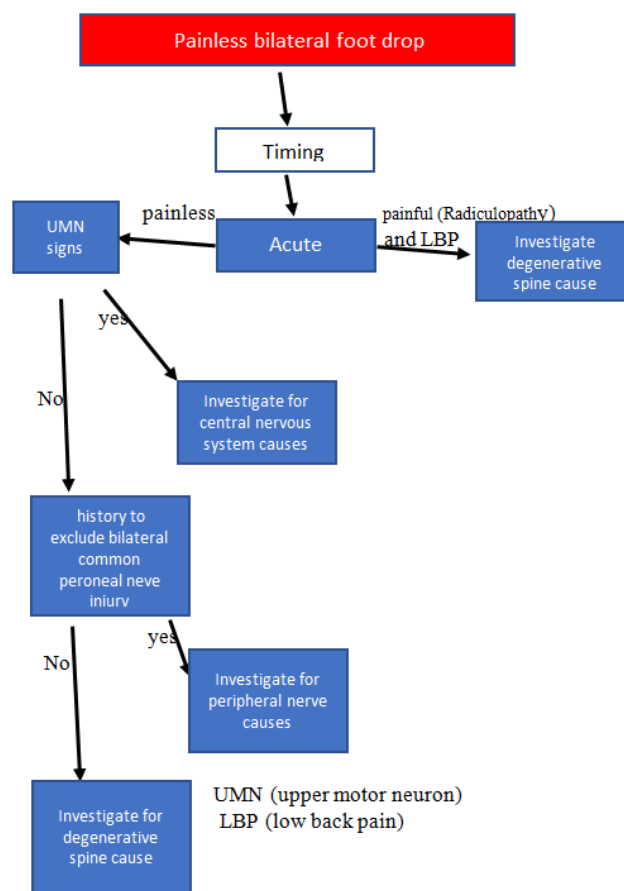 Painless bilateral foot drop
Timing
painless
painful (Radiculopathy)
and LBP
UMN
signs
Acute
Investigate
degenerative
spine cause
yes
No
Investigate for
central nervous
system causes
history to
exclude bilateral
common
peroneal neve
iniurv
yes
No
Investigate for
peripheral nerve
causes
Investigate for
degenerative
spine cause
UMN (upper motor neuron)
LBP (low back pain)